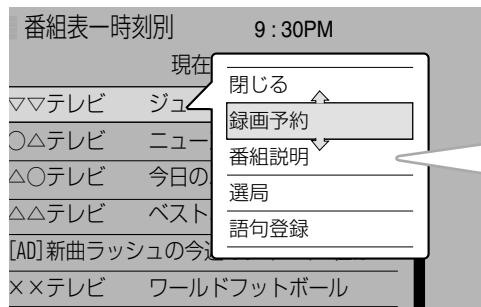 番組表ー時刻別 9:30PM
現在
▽▽テレビ ジュ
○△テレビ ニュー
△○テレビ 今日の
△△テレビ ベスト
[AD]新曲ラッシュの今週
××テレビ ワールドフットボール
閉じる
録画予約
番組説明
選局
語句登録